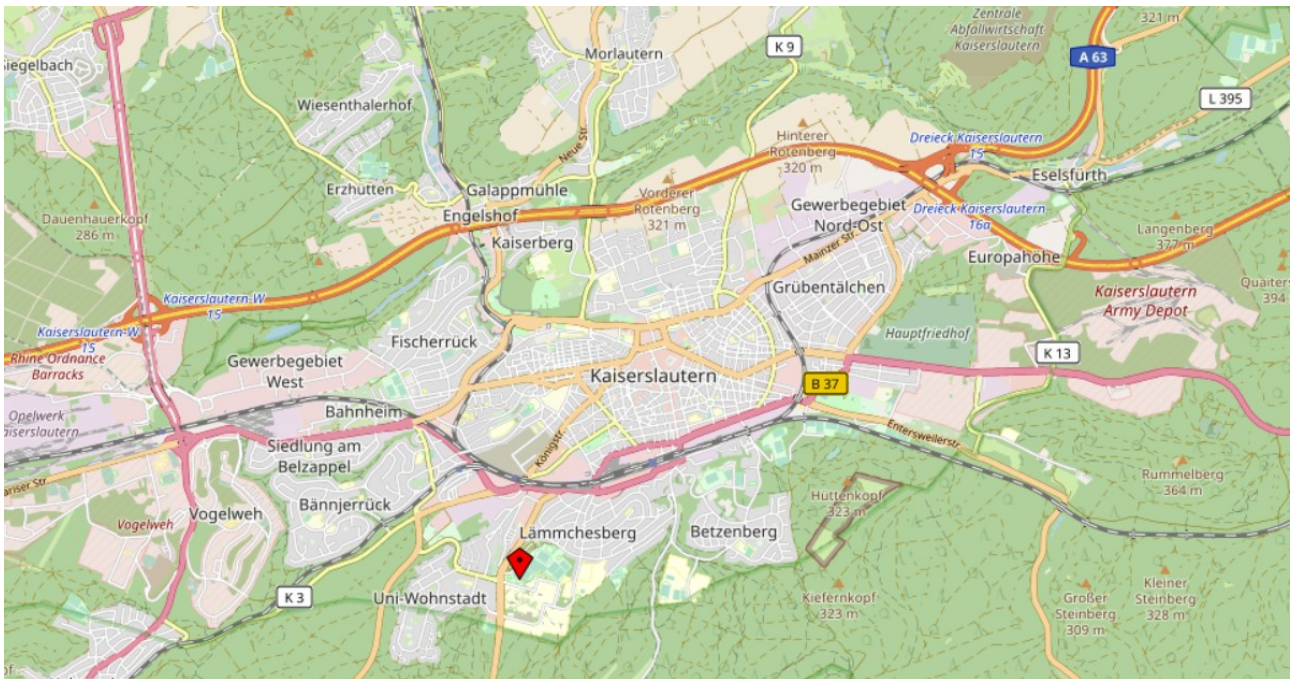 Siegelbach
Morlautern
K 9
Zentrale
Abfallwirtschaft
Kaiserslautern
321 m
A 63
L 395
Wiesenthalerhof
Neue Str.
Hinterer
Rotenberg
320 m
Dreieck Kaiserslautern
15
Erzhütten
Galappmühle
Vorderer
Rotenberg
321 m
Eselsfürth
Dauenhauerkopf
286 m
Engelshof
Kaiserberg
Gewerbegebiet
Nord-Ost
Dreieck Kaiserslautern
16a
Langenberg
377 m
Mainzer Str.
Europahöhe
Grübentälchen
Kaiserslautern
Army Depot
394
Kaiserslautern-W
15
Kaiserslautern-W
15
Rhine Ordnance
Barracks
Fischerrück
Hauptfriedhof
K 13
Gewerbegebiet
West
Kaiserslautern
B 37
Opelwerk
Bahnheim
Königstr.
Entersweilerstr.
Siedlung am
Belzappel
Rummelberg
364 m
Vogelweh
Vogelweh
Bännjerrück
Huttenkopf
323 m
Lämmchesberg
Betzenberg
K 3
Uni-Wohnstadt
Kiefernkopf
323 m
Großer
Steinberg
309 m
Kleiner
Steinberg
328 m